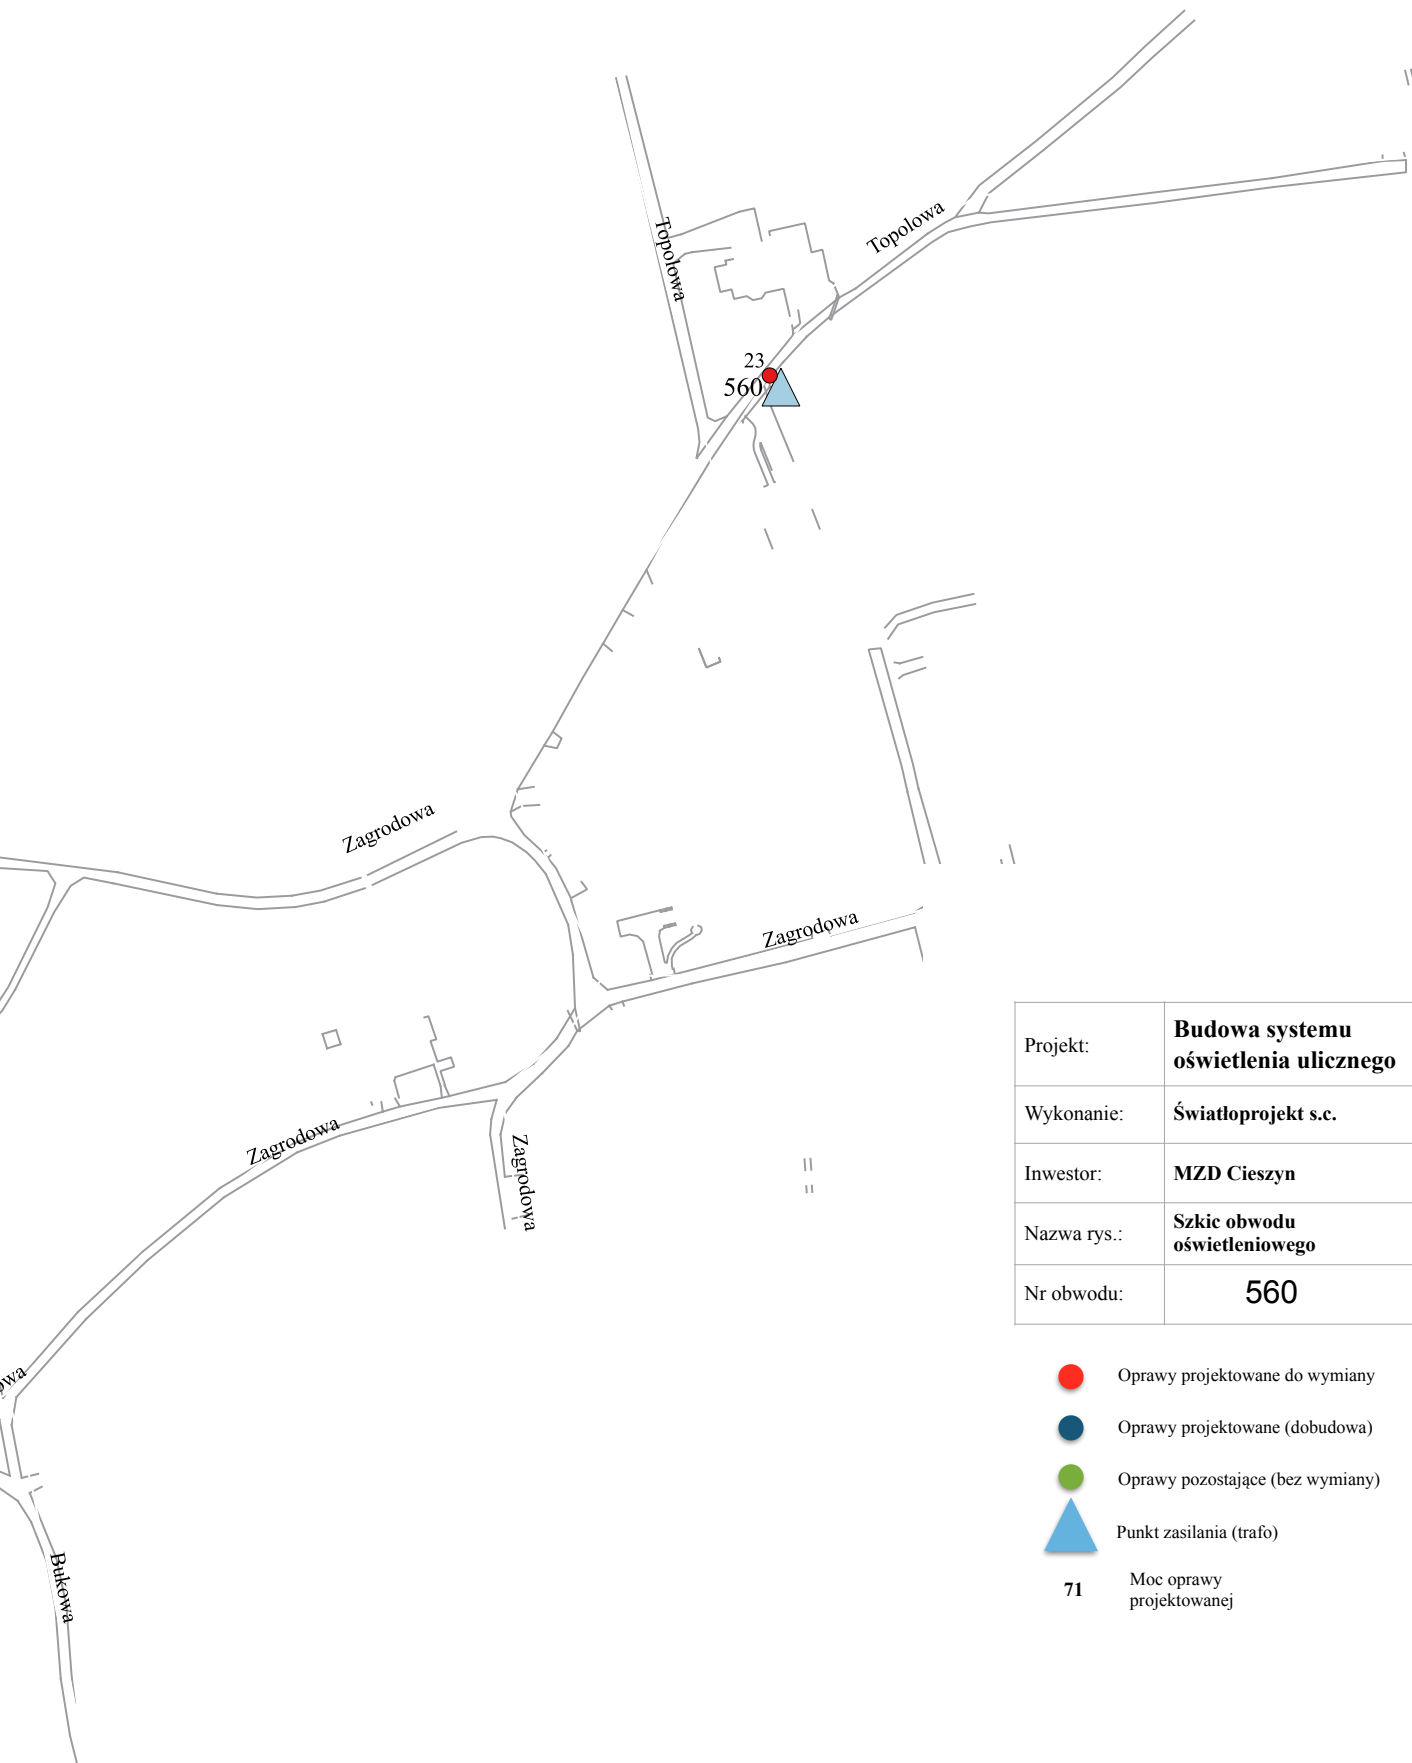 Topolowa
Topolowa
23
560
Zagrodowa
Zagrodowa
Zagrodowa
Zagrodowa
owa
Bukowa
Projekt:
Budowa systemu
oświetlenia ulicznego
Wykonanie:
Światłoprojekt s.c.
Inwestor:
MZD Cieszyn
Nazwa rys.:
Szkic obwodu
oświetleniowego
Nr obwodu:
560
Oprawy projektowane do wymiany
Oprawy projektowane (dobudowa)
Oprawy pozostające (bez wymiany)
Punkt zasilania (trafo)
71
Moc oprawy
projektowanej